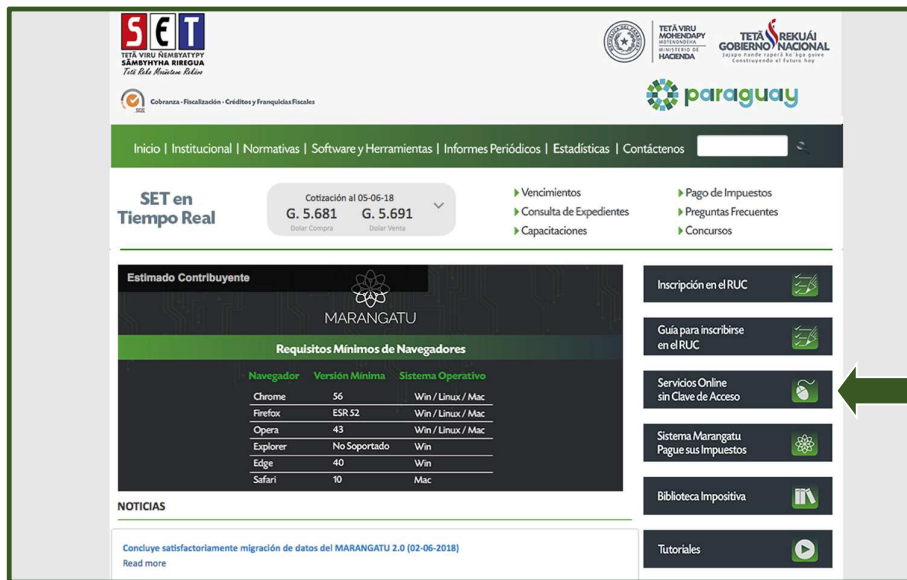 SET
TETÃ VIRU ÑEMBYATYPY
SÃMBYHYHA RIREGUA
SGS
Cobranza - Fiscalización - Créditos y Franquicias Fiscales
TETÃ VIRU
MOHENDAPY
MOTENONDEHA
MINISTERIO DE
HACIENDA
TETÃ REKUÁI
GOBIERNO NACIONAL
Construyendo el futuro hoy
paraguay
Inicio | Institucional | Normativas | Software y Herramientas | Informes Periódicos | Estadísticas | Contáctenos
SET en
Tiempo Real
Cotización al 05-06-18
G. 5.681 G. 5.691
Dolar Compra Dolar Venta
Vencimientos
Consulta de Expedientes
Capacitaciones
Pago de Impuestos
Preguntas Frecuentes
Concursos
Estimado Contribuyente
MARANGATU
Requisitos Mínimos de Navegadores
Navegador Versión Mínima Sistema Operativo
Chrome 56 Win / Linux / Mac
Firefox ESR 52 Win / Linux / Mac
Opera 43 Win / Linux / Mac
Explorer No Soportado Win
Edge 40 Win
Safari 10 Mac
Inscripción en el RUC
Guía para inscribirse
en el RUC
Servicios Online
sin Clave de Acceso
Sistema Marangatu
Pague sus Impuestos
Biblioteca Impositiva
Tutoriales
NOTICIAS
Concluye satisfactoriamente migración de datos del MARANGATU 2.0 (02-06-2018)
Read more